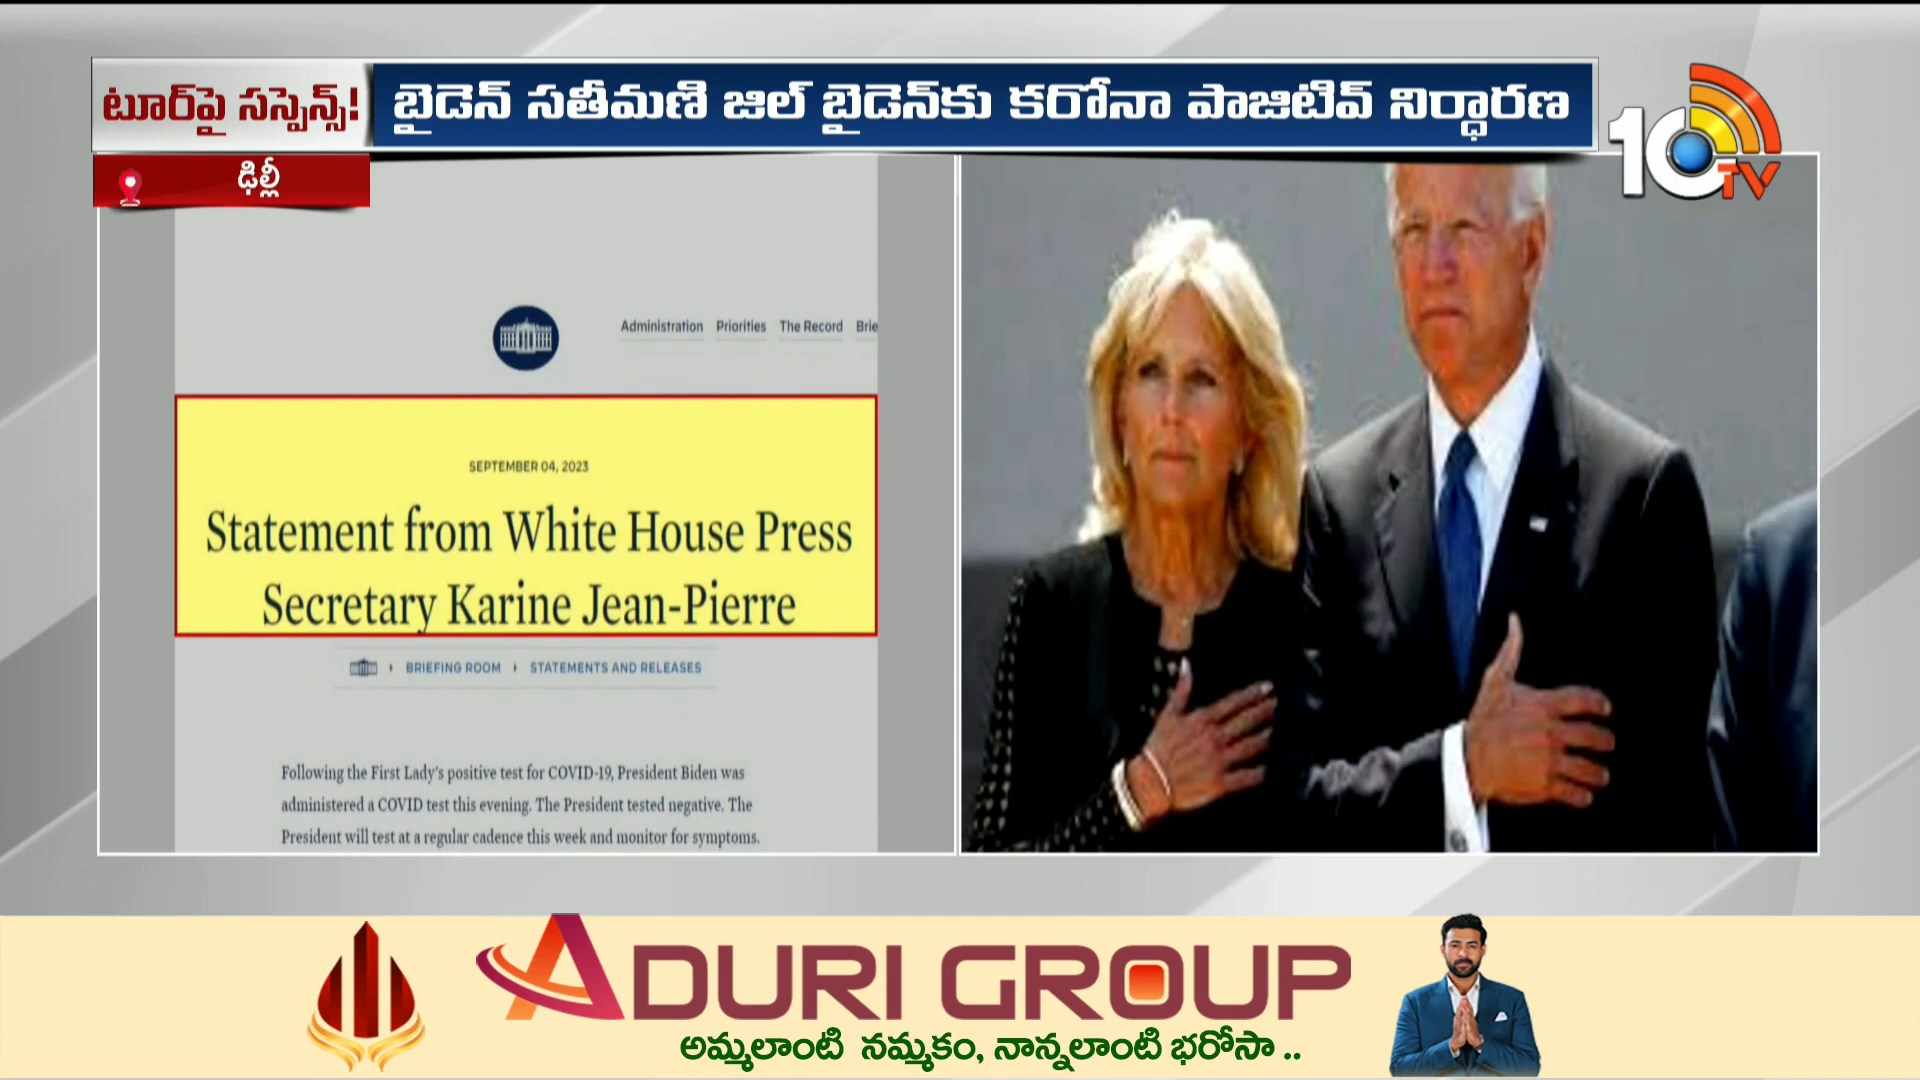 టూర్‌పై సస్పెన్స్!
బైడెన్ సతీమణి జిల్ బైడెన్‌కు కరోనా పాజిటివ్ నిర్ధారణ
10TV
ఢిల్లీ
Administration Priorities The Record Brie
SEPTEMBER 04, 2023
Statement from White House Press
Secretary Karine Jean-Pierre
BRIEFING ROOM STATEMENTS AND RELEASES
Following the First Lady's positive test for COVID-19, President Biden was
administered a COVID test this evening. The President tested negative. The
President will test at a regular cadence this week and monitor for symptoms.
ADURI GROUP
అమ్మలాంటి నమ్మకం, నాన్నలాంటి భరోసా ..